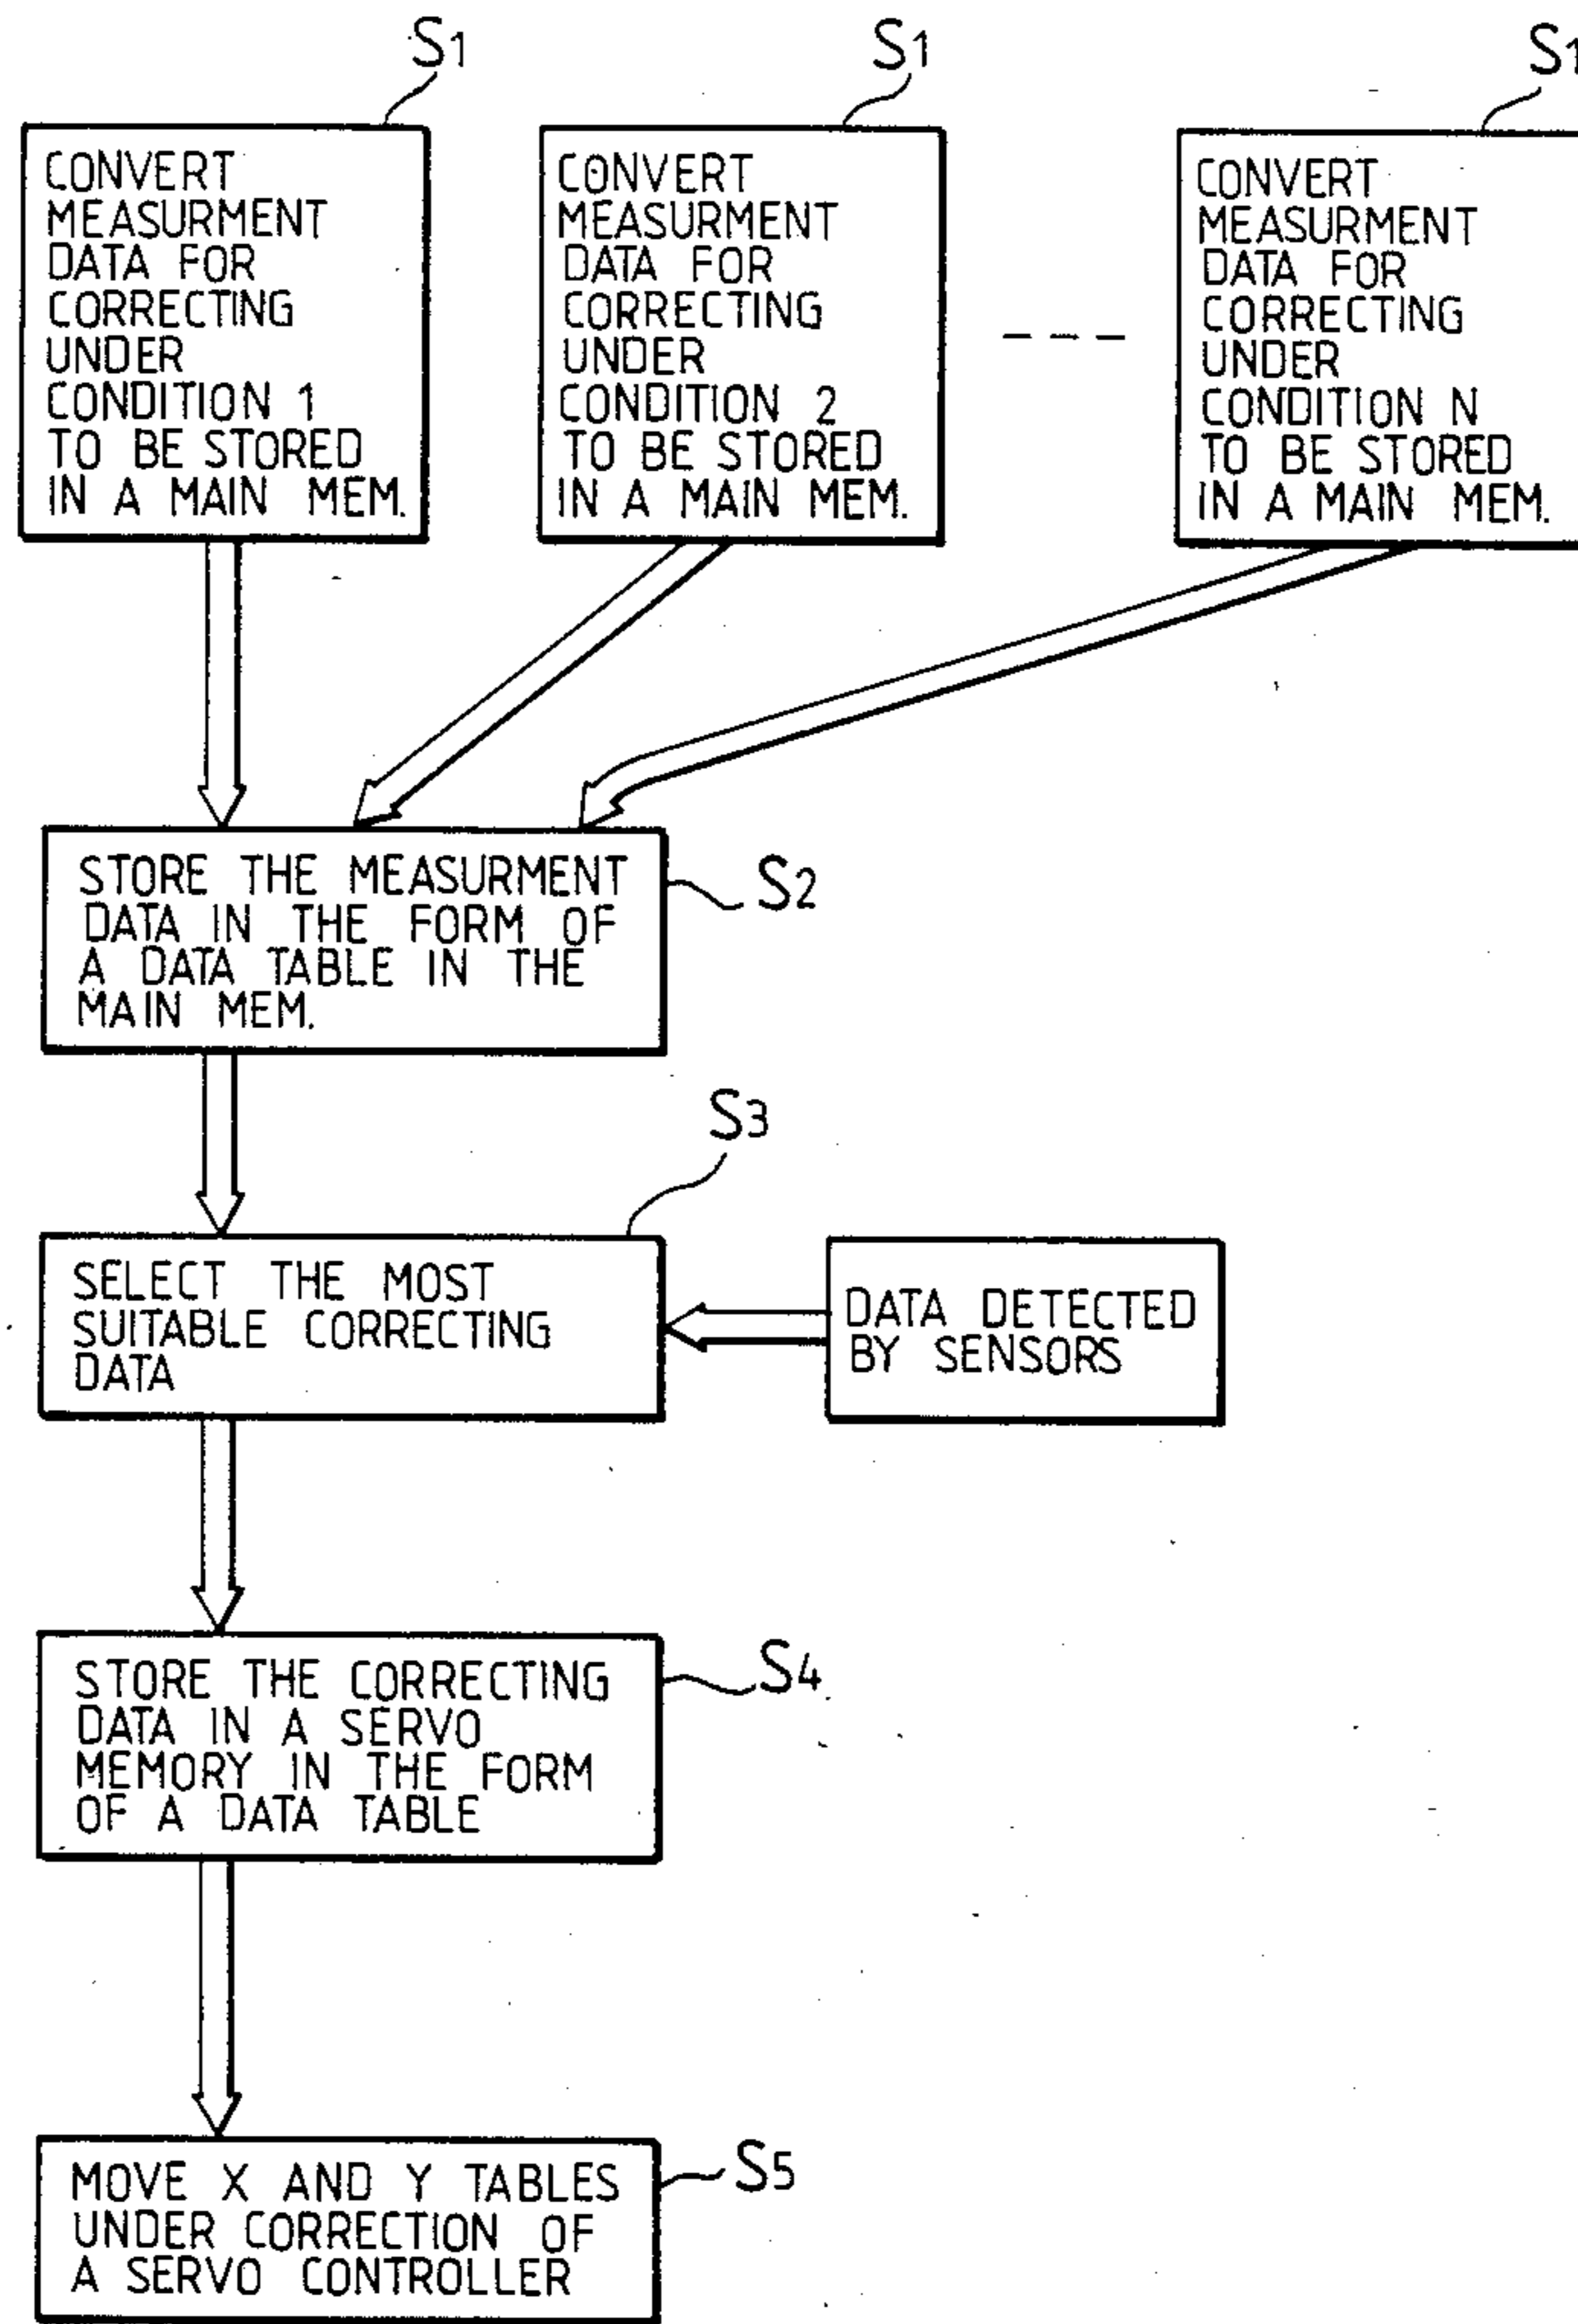 S1
CONVERT
MEASURMENT
DATA FOR
CORRECTING
UNDER
CONDITION 1
TO BE STORED
IN A MAIN MEM.
S1
CONVERT
MEASURMENT
DATA FOR
CORRECTING
UNDER
CONDITION 2
TO BE STORED
IN A MAIN MEM.
S1
CONVERT
MEASURMENT
DATA FOR
CORRECTING
UNDER
CONDITION N
TO BE STORED
IN A MAIN MEM.
STORE THE MEASURMENT
DATA IN THE FORM OF
A DATA TABLE IN THE
MAIN MEM.
S2
S3
SELECT THE MOST
SUITABLE CORRECTING
DATA
DATA DETECTED
BY SENSORS
STORE THE CORRECTING
DATA IN A SERVO
MEMORY IN THE FORM
OF A DATA TABLE
S4
MOVE X AND Y TABLES
UNDER CORRECTION OF
A SERVO CONTROLLER
S5